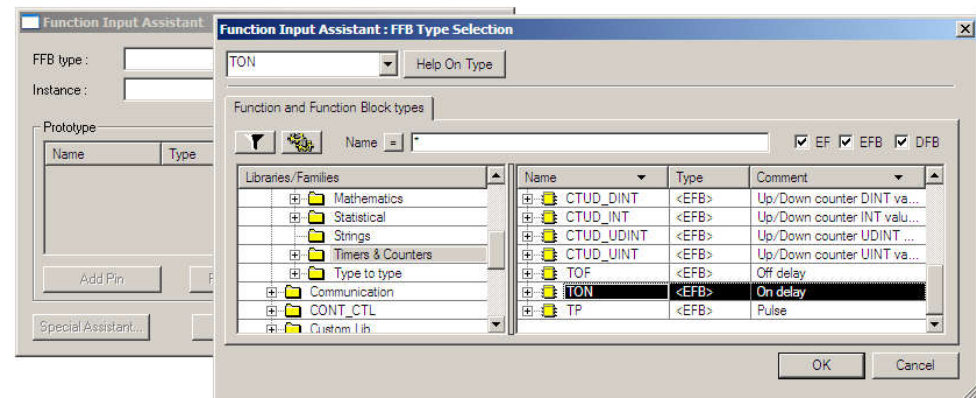 Function Input Assistant
FFB type :
Instance :
Prototype
Name Type
Add Pin
Special Assistant...
Function Input Assistant : FFB Type Selection
TON Help On Type
Function and Function Block types
Name = * EF EFB DFB
Libraries/Families
Mathematics
Statistical
Strings
Timers & Counters
Type to type
Communication
CONT_CTL
Custom Lib
Name Type Comment
CTUD_DINT <EFB> Up/Down counter DINT va...
CTUD_INT <EFB> Up/Down counter INT valu...
CTUD_UDINT <EFB> Up/Down counter UDINT ...
CTUD_UINT <EFB> Up/Down counter UINT va...
TOF <EFB> Off delay
TON <EFB> On delay
TP <EFB> Pulse
OK Cancel